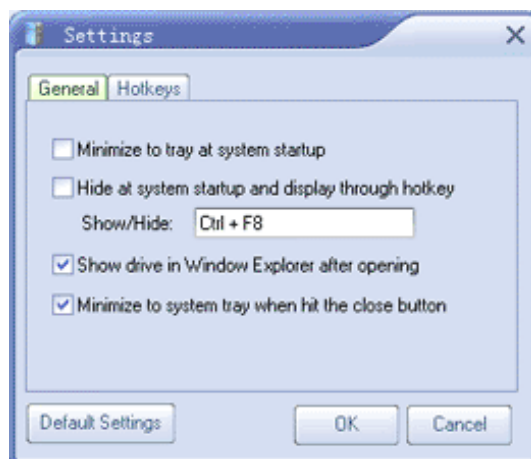 Settings
General Hotkeys
Minimize to tray at system startup
Hide at system startup and display through hotkey
Show/Hide: Ctrl + F8
Show drive in Window Explorer after opening
Minimize to system tray when hit the close button
Default Settings OK Cancel